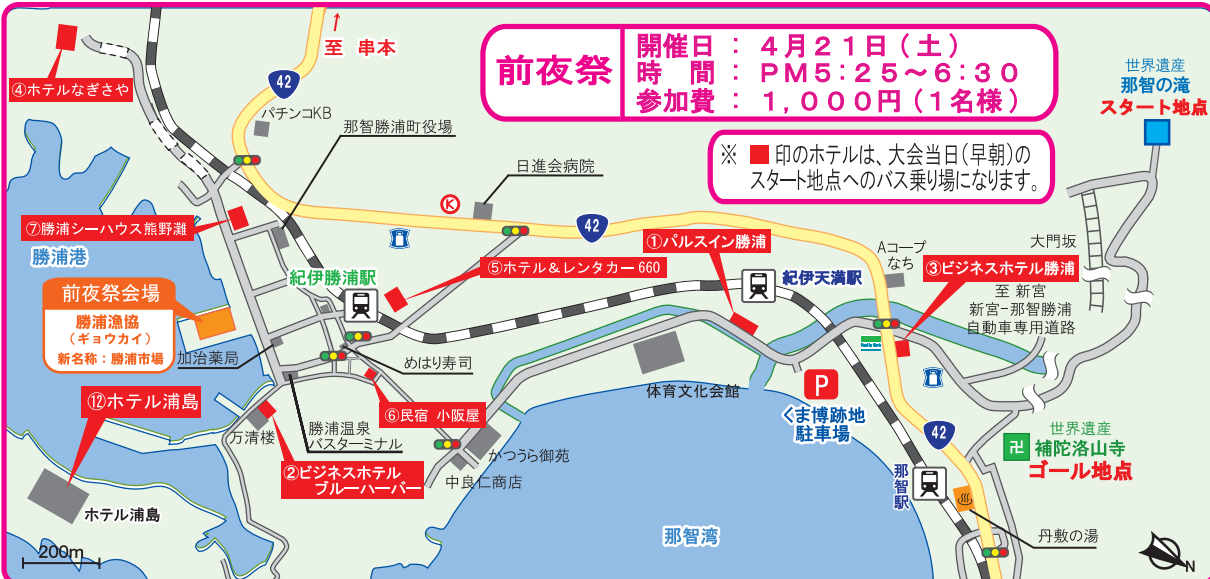 前夜祭
開催日 : 4月21日(土)
時　間 : PM5:25～6:30
参加費 : 1,000円(1名様)
※ ■ 印のホテルは、大会当日(早朝)の
スタート地点へのバス乗り場になります。
至 串本
42
④ホテルなぎさや
パチンコKB
那智勝浦町役場
日進会病院
K
世界遺産
那智の滝
スタート地点
⑦勝浦シーハウス熊野灘
勝浦港
42
①パルスイン勝浦
Aコープ
なち
大門坂
紀伊勝浦駅
⑤ホテル&レンタカー660
紀伊天満駅
③ビジネスホテル勝浦
至 新宮
新宮-那智勝浦
自動車専用道路
前夜祭会場
勝浦漁協
(ギョウカイ)
新名称:勝浦市場
加治薬局
めはり寿司
体育文化会館
P
くま博跡地
駐車場
⑫ホテル浦島
⑥民宿 小阪屋
万清楼
勝浦温泉
バスターミナル
かつうら御苑
中良仁商店
②ビジネスホテル
ブルーハーバー
42
世界遺産
卍 補陀洛山寺
ゴール地点
那智駅
ホテル浦島
那智湾
丹敷の湯
200m
N